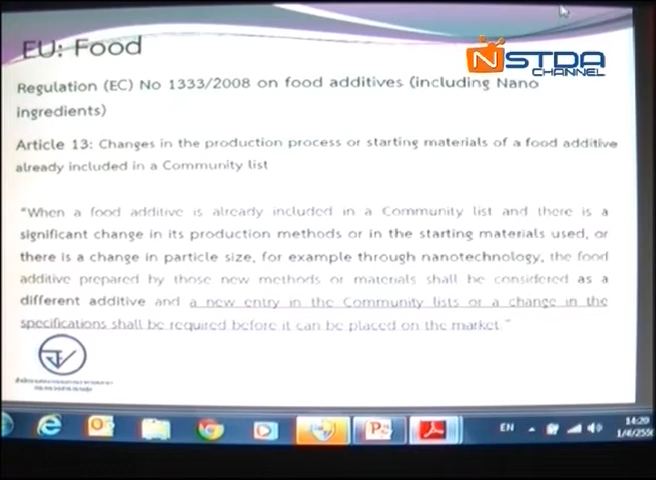 EU: Food
NSTDA
CHANNEL
Regulation (EC) No 1333/2008 on food additives (including Nano
ingredients)
Article 13: Changes in the production process or starting materials of a food additive
already included in a Community list
"When a food additive is already included in a Community list and there is a
significant change in its production methods or in the starting materials used, or
there is a change in particle size, for example through nanotechnology, the food
additive prepared by those new methods or materials shall be considered as a
different additive and a new entry in the Community lists or a change in the
specifications shall be required before it can be placed on the market."
EN
14:20